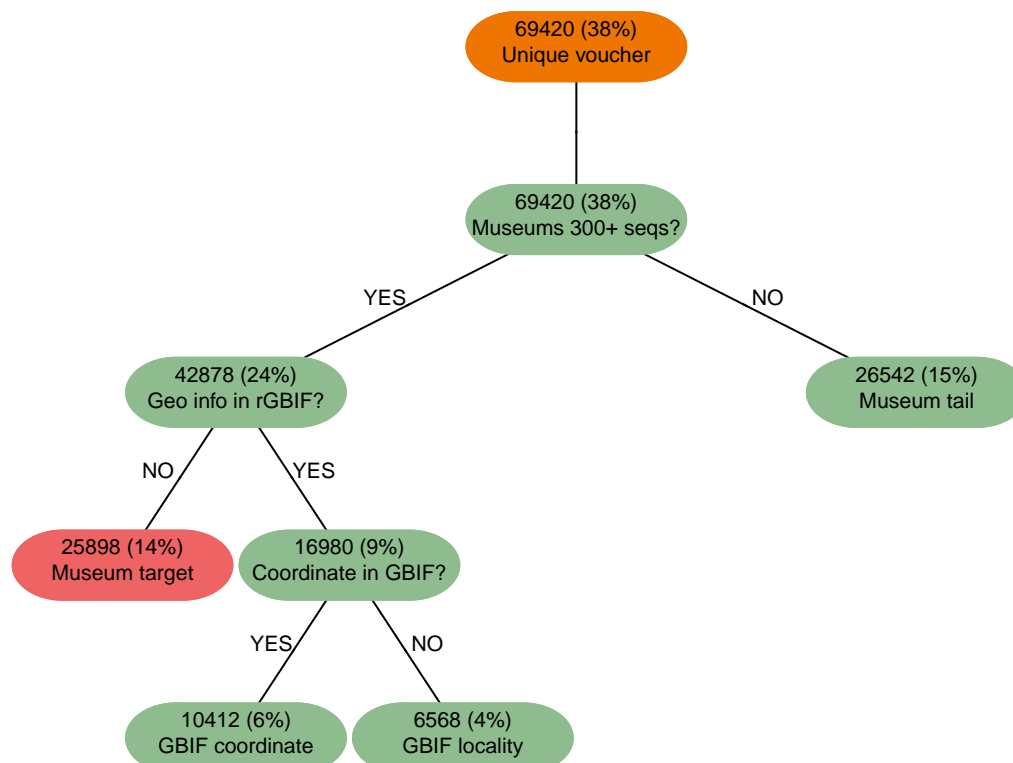 69420 (38%)
Unique voucher
69420 (38%)
Museums 300+ seqs?
YES
NO
42878 (24%)
Geo info in rGBIF?
26542 (15%)
Museum tail
NO
YES
25898 (14%)
Museum target
16980 (9%)
Coordinate in GBIF?
YES
NO
10412 (6%)
GBIF coordinate
6568 (4%)
GBIF locality